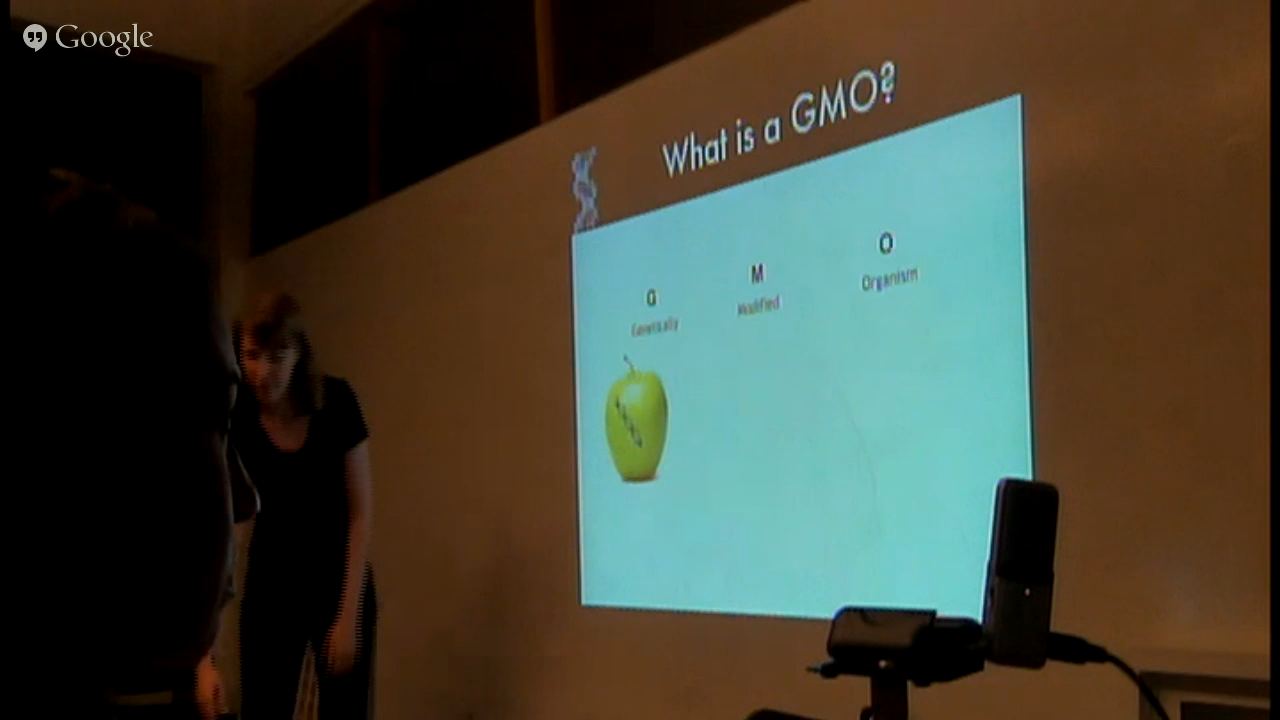 Google
What is a GMO?
G
Genetically
M
Modified
O
Organism